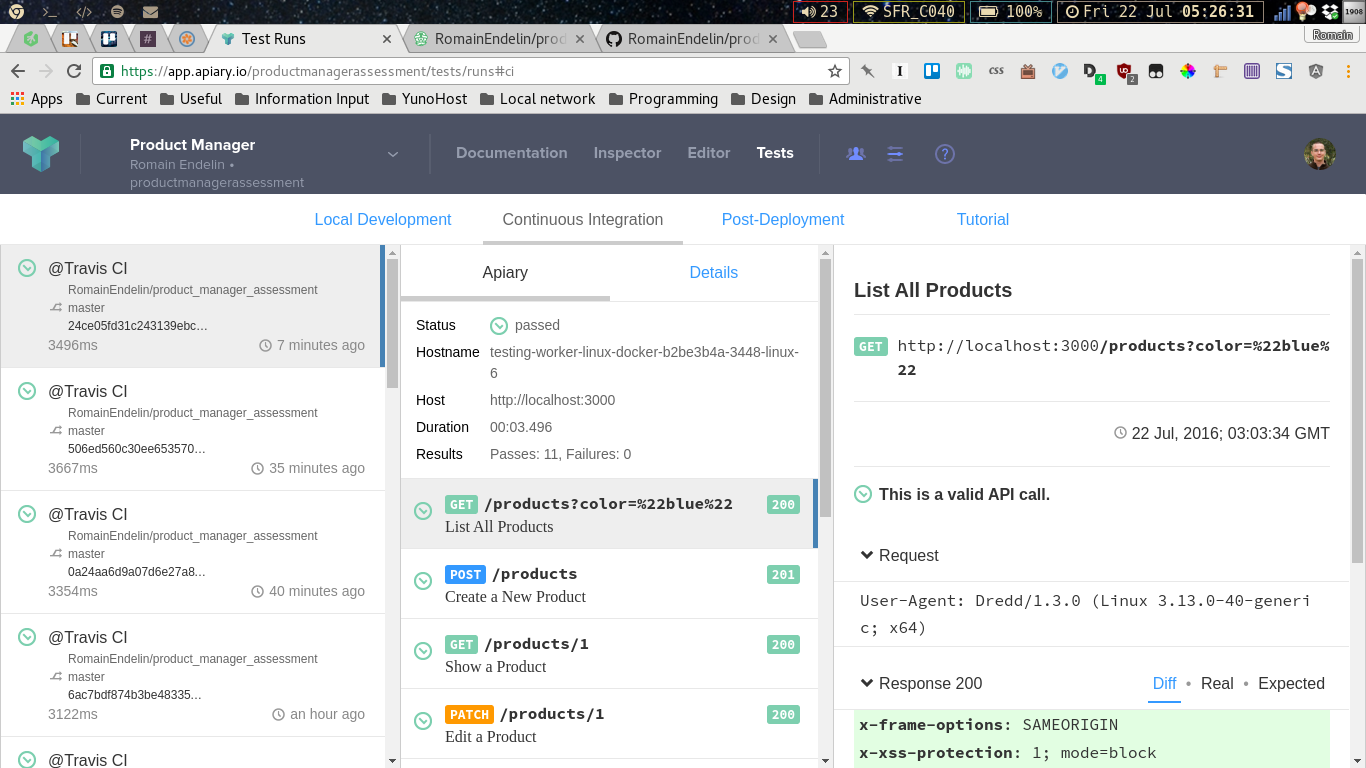 23
SFR_C040
100%
Fri 22 Jul 05:26:31
1908
Test Runs
RomainEndelin/prod
RomainEndelin/prod
Romain
https://app.apiary.io/productmanagerassessment/tests/runs#ci
css
4
2
Apps
Current
Useful
Information Input
YunoHost
Local network
Programming
Design
Administrative
Product Manager
Romain Endelin •
productmanagerassessment
Documentation
Inspector
Editor
Tests
Local Development
Continuous Integration
Post-Deployment
Tutorial
@Travis CI
RomainEndelin/product_manager_assessment
master
24ce05fd31c243139ebc…
3496ms
7 minutes ago
@Travis CI
RomainEndelin/product_manager_assessment
master
506ed560c30ee653570…
3667ms
35 minutes ago
@Travis CI
RomainEndelin/product_manager_assessment
master
0a24aa6d9a07d6e27a8…
3354ms
40 minutes ago
@Travis CI
RomainEndelin/product_manager_assessment
master
6ac7bdf874b3be48335…
3122ms
an hour ago
@Travis CI
Apiary
Details
Status passed
Hostname testing-worker-linux-docker-b2be3b4a-3448-linux-
6
Host http://localhost:3000
Duration 00:03.496
Results Passes: 11, Failures: 0
GET /products?color=%22blue%22 200
List All Products
POST /products 201
Create a New Product
GET /products/1 200
Show a Product
PATCH /products/1 200
Edit a Product
List All Products
GET http://localhost:3000/products?color=%22blue%
22
22 Jul, 2016; 03:03:34 GMT
This is a valid API call.
Request
User-Agent: Dredd/1.3.0 (Linux 3.13.0-40-generi
c; x64)
Response 200
Diff • Real • Expected
x-frame-options: SAMEORIGIN
x-xss-protection: 1; mode=block